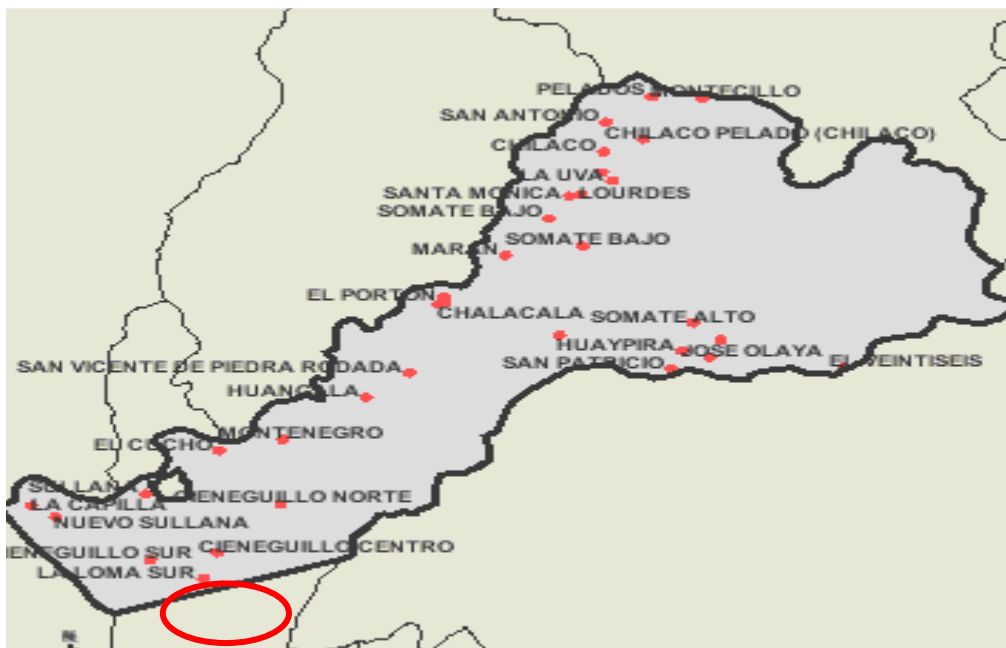 PELADOS MONTECILLO
SAN ANTONIO
CHILACO PELADO (CHILACO)
CHILACO
LA UVA
SANTA MONICA LOURDES
SOMATE BAJO
SOMATE BAJO
MARAN
EL PORTON
CHALACALA SOMATE ALTO
HUAYPIRA JOSE OLAYA
SAN PATRICIO EL VEINTISEIS
SAN VICENTE DE PIEDRA RODADA
HUANGALA
MONTENEGRO
EL CUCHO
SULLANA
CIENEGUILLO NORTE
LA CAPILLA
NUEVO SULLANA
CIENEGUILLO CENTRO
IENEGUILLO SUR
LA LOMA SUR